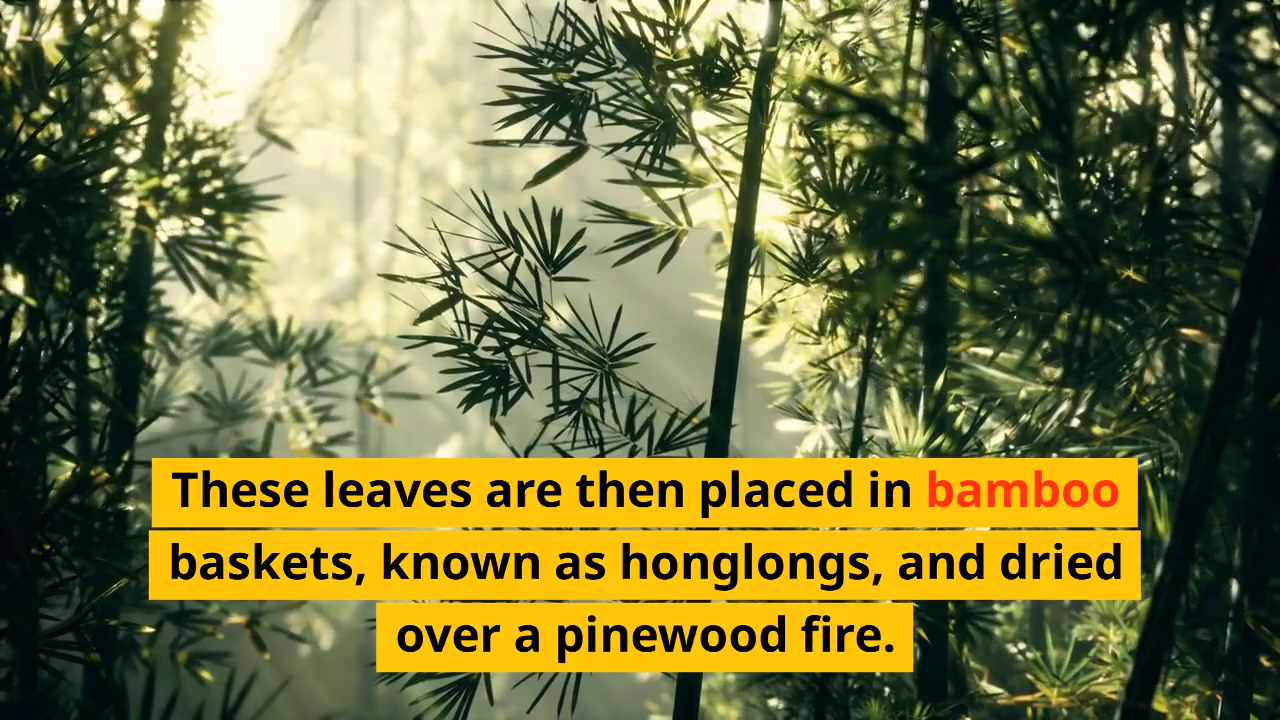 These leaves are then placed in bamboo
baskets, known as honglongs, and dried
over a pinewood fire.